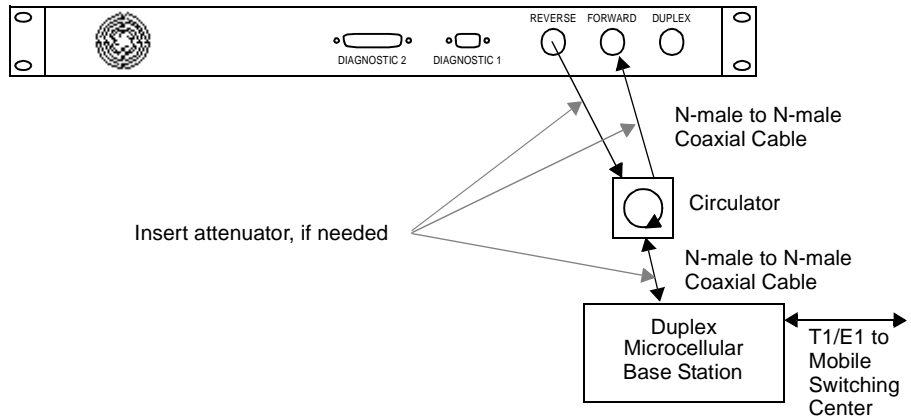 REVERSE FORWARD DUPLEX
DIAGNOSTIC 2
DIAGNOSTIC 1
N-male to N-male
Coaxial Cable
Circulator
Insert attenuator, if needed
N-male to N-male
Coaxial Cable
Duplex
Microcellular
Base Station
T1/E1 to
Mobile
Switching
Center